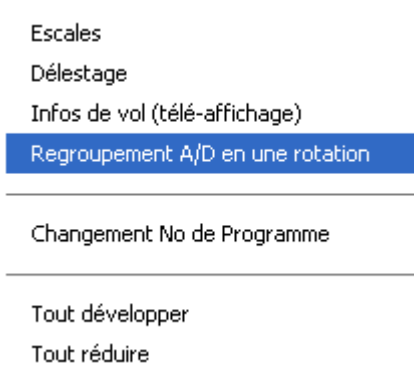 Escales
Délestage
Infos de vol (télé-affichage)
Regroupement A/D en une rotation
Changement No de Programme
Tout développer
Tout réduire